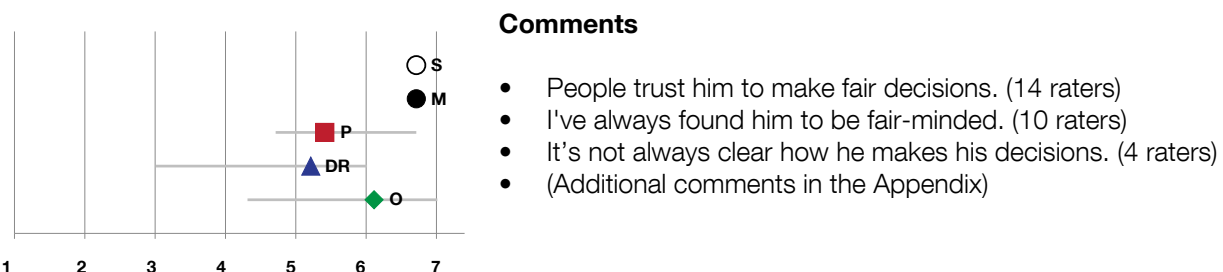 Comments
S
M
P
DR
O
1 2 3 4 5 6 7
• People trust him to make fair decisions. (14 raters)
• I've always found him to be fair-minded. (10 raters)
• It’s not always clear how he makes his decisions. (4 raters)
• (Additional comments in the Appendix)